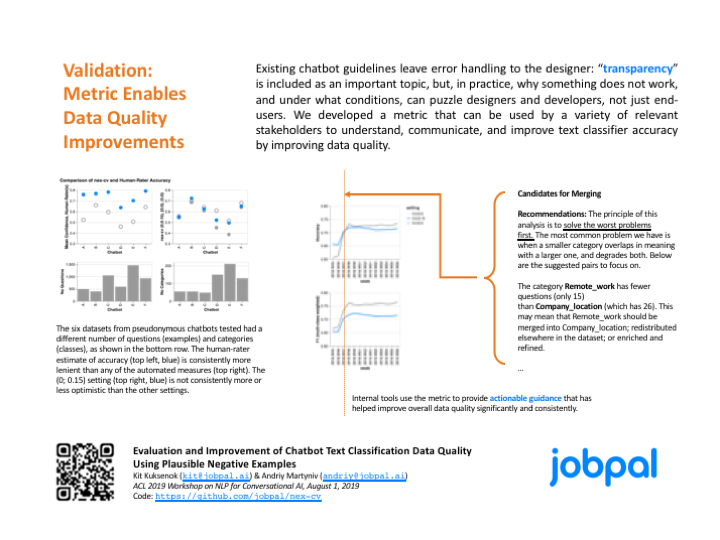 Validation:
Metric Enables
Data Quality
Improvements
Existing chatbot guidelines leave error handling to the designer: “transparency”
is included as an important topic, but, in practice, why something does not work,
and under what conditions, can puzzle designers and developers, not just end-
users. We developed a metric that can be used by a variety of relevant
stakeholders to understand, communicate, and improve text classifier accuracy
by improving data quality.
Comparison of nex-cv and Human-Rater Accuracy
Mean Confidence, Human Rater(s)
Chatbot
Chatbot
No Questions
Chatbot
No Categories
Chatbot
The six datasets from pseudonymous chatbots tested had a
different number of questions (examples) and categories
(classes), as shown in the bottom row. The human-rater
estimate of accuracy (top left, blue) is consistently more
lenient than any of the automated measures (top right). The
(0; 0.15) setting (top right, blue) is not consistently more or
less optimistic than the other settings.
setting
Internal tools use the metric to provide actionable guidance that has
helped improve overall data quality significantly and consistently.
Candidates for Merging
Recommendations: The principle of this
analysis is to solve the worst problems
first. The most common problem we have is
when a smaller category overlaps in meaning
with a larger one, and degrades both. Below
are the suggested pairs to focus on.
The category Remote_work has fewer
questions (only 15)
than Company_location (which has 26). This
may mean that Remote_work should be
merged into Company_location; redistributed
elsewhere in the dataset; or enriched and
refined.
...
Evaluation and Improvement of Chatbot Text Classification Data Quality
Using Plausible Negative Examples
Kit Kuksenok (kit@jobpal.ai) & Andriy Martyniv (andriy@jobpal.ai)
ACL 2019 Workshop on NLP for Conversational AI, August 1, 2019
Code: https://github.com/jobpal/nex-cv
jobpal